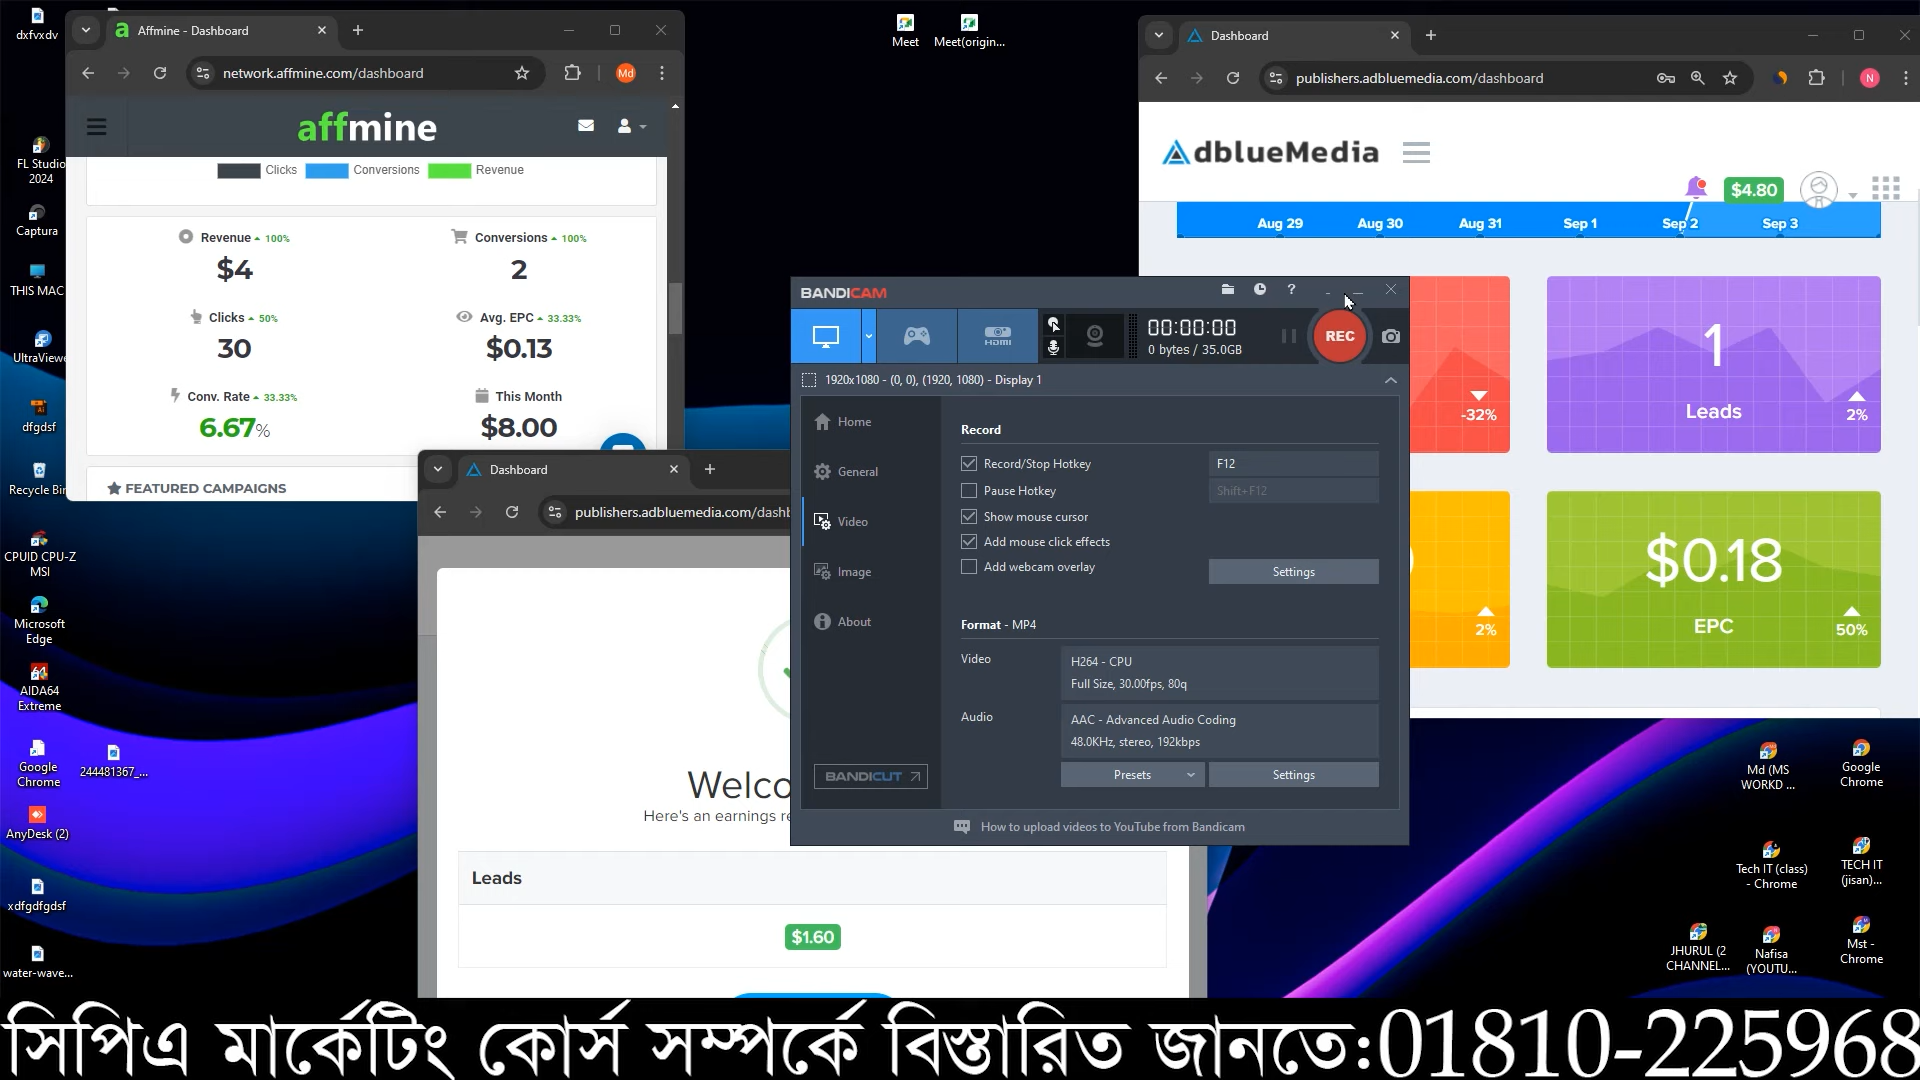 dxfvxdv
FL Studio
2024
Captura
THIS MAC
UltraViewe
dfgdsf
Recycle Bin
CPUID CPU-Z
MSI
Microsoft
Edge
AIDA64
Extreme
Google
Chrome
244481367_...
AnyDesk (2)
xdfgdfgdsf
water-wave...
Affmine - Dashboard
network.affmine.com/dashboard
Md
affmine
Clicks Conversions Revenue
Revenue 100%
$4
Conversions 100%
2
Clicks 50%
30
Avg. EPC 33.33%
$0.13
Conv. Rate 33.33%
6.67%
This Month
$8.00
FEATURED CAMPAIGNS
Meet
Meet(origin...
Dashboard
publishers.adbluemedia.com/dashb
Here's an earnings re
Welco
Leads
$1.60
BANDICAM
00:00:00
0 bytes / 35.0GB
REC
HDMI
1920x1080 - (0, 0), (1920, 1080) - Display 1
Home
General
Video
Image
About
BANDICUT
Record
Record/Stop Hotkey F12
Pause Hotkey Shift+F12
Show mouse cursor
Add mouse click effects
Add webcam overlay
Settings
Format - MP4
Video
H264 - CPU
Full Size, 30.00fps, 80q
Audio
AAC - Advanced Audio Coding
48.0KHz, stereo, 192kbps
Presets Settings
How to upload videos to YouTube from Bandicam
Dashboard
publishers.adbluemedia.com/dashboard
N
AdblueMedia
$4.80
Aug 29 Aug 30 Aug 31 Sep 1 Sep 2 Sep 3
-32%
1
Leads
2%
2%
$0.18
EPC
50%
Md (MS
WORKD ...
Google
Chrome
Tech IT (class)
- Chrome
TECH IT
(jisan)...
JHURUL (2
CHANNEL...
Nafisa
(YOUTU...
Mst -
Chrome
সিপিএ মার্কেটিং কোর্স সম্পর্কে বিস্তারিত জানতে:01810-225968